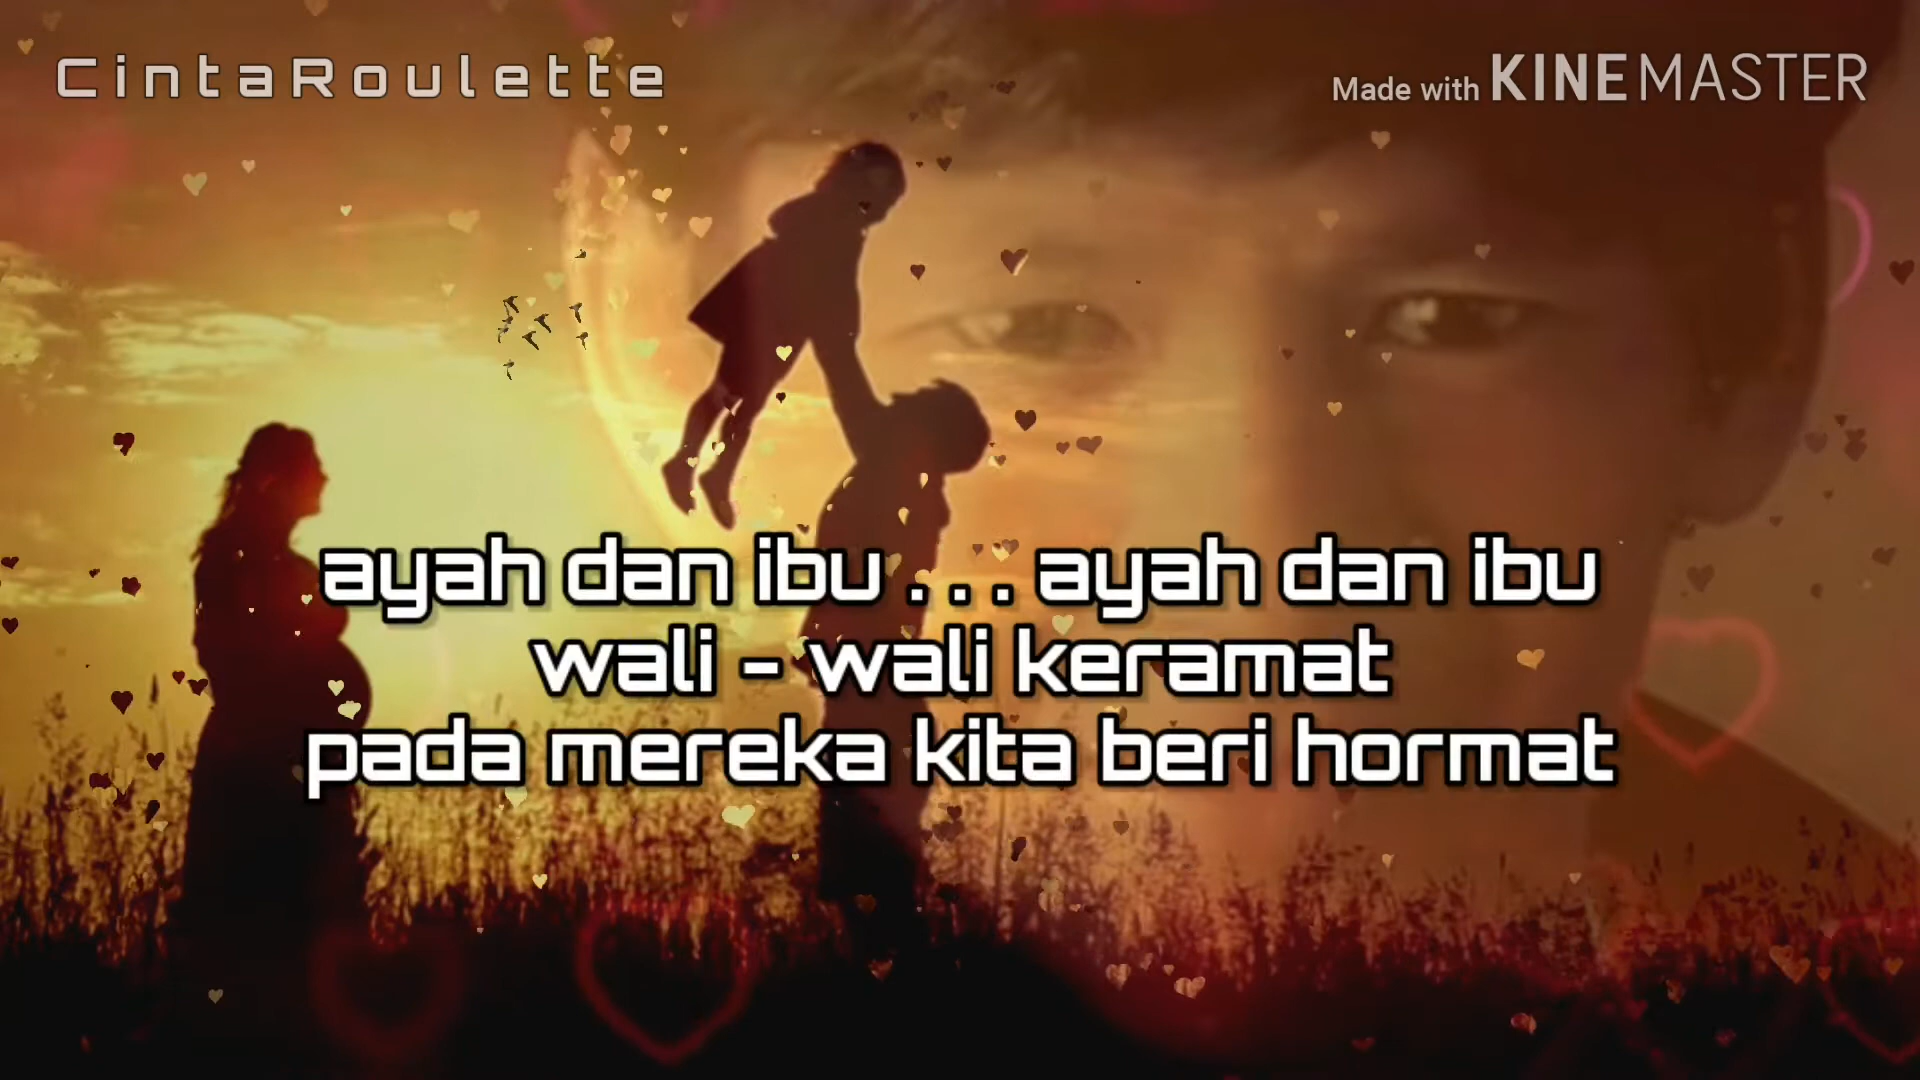 CintaRoulette
Made with KINEMASTER
ayah dan ibu . . . ayah dan ibu
wali - wali keramat
pada mereka kita beri hormat